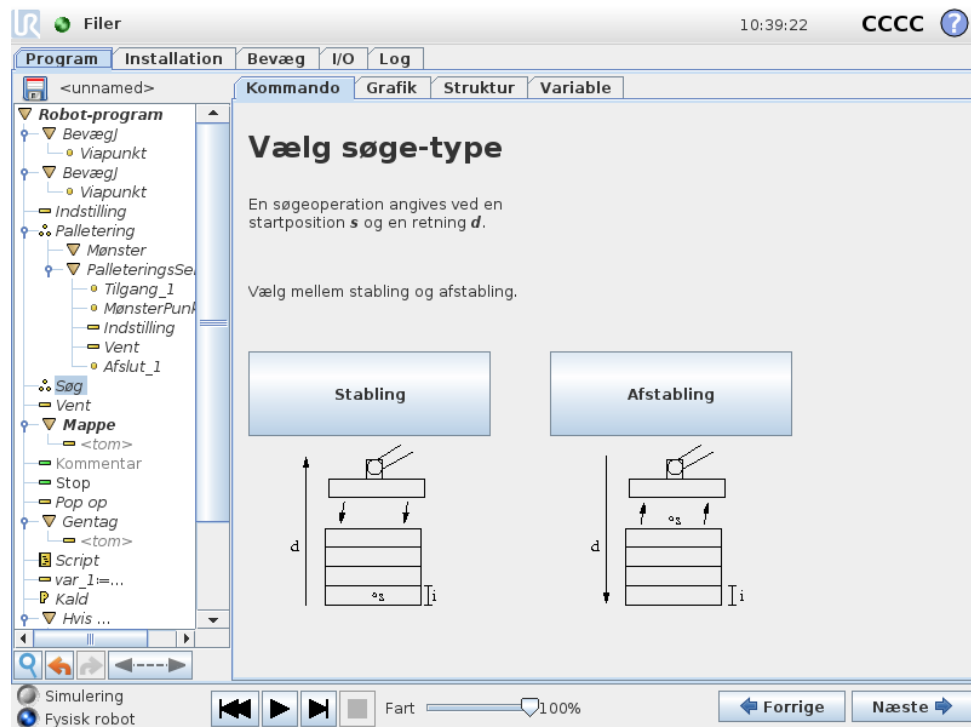 UR Filer 10:39:22 CCCC ?
Program Installation Bevæg I/O Log
<unnamed> Kommando Grafik Struktur Variable
Robot-program
BevægJ
Viapunkt
BevægJ
Viapunkt
Indstilling
Palletering
Mønster
PalleteringsSe
Tilgang_1
MønsterPunk
Indstilling
Vent
Afslut_1
Søg
Vent
Mappe
<tom>
Kommentar
Stop
Pop op
Gentag
<tom>
Script
var_1:=...
P Kald
Hvis ...
Vælg søge-type
En søgeoperation angives ved en
startposition s og en retning d.
Vælg mellem stabling og afstabling.
Stabling Afstabling
d s i
d s i
Simulering
Fysisk robot
Fart 100% Forrige Næste